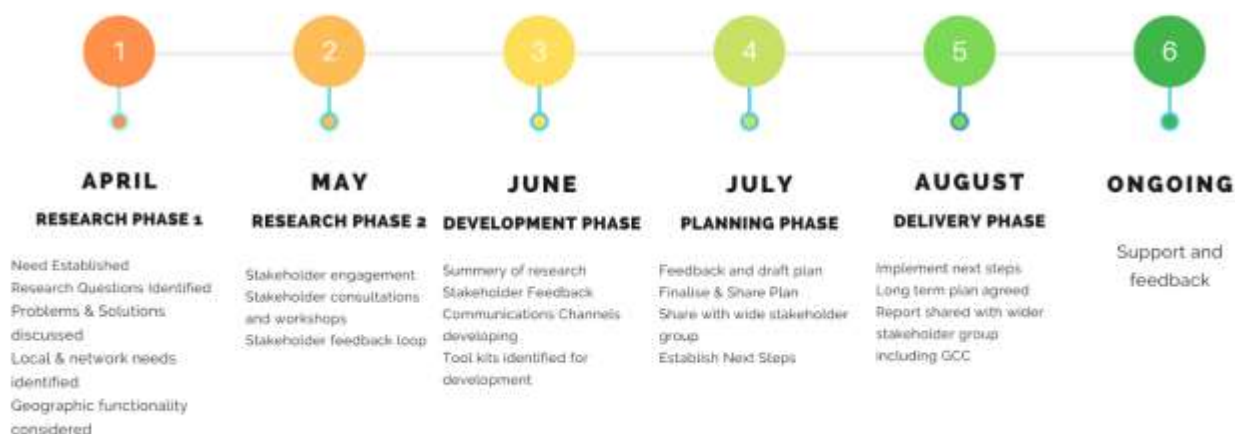 1
2
3
4
5
6
APRIL
RESEARCH PHASE 1
Need Established
Research Questions Identified
Problems & Solutions
discussed
Local & network needs
identified
Geographic functionality
considered
MAY
RESEARCH PHASE 2
Stakeholder engagement
Stakeholder consultations
and workshops
Stakeholder feedback loop
JUNE
DEVELOPMENT PHASE
Summery of research
Stakeholder Feedback
Communications Channels
developing
Tool kits identified for
development
JULY
PLANNING PHASE
Feedback and draft plan
Finalise & Share Plan
Share with wide stakeholder
group
Establish Next Steps
AUGUST
DELIVERY PHASE
Implement next steps
Long term plan agreed
Report shared with wider
stakeholder group
including GCC
ONGOING
Support and
feedback